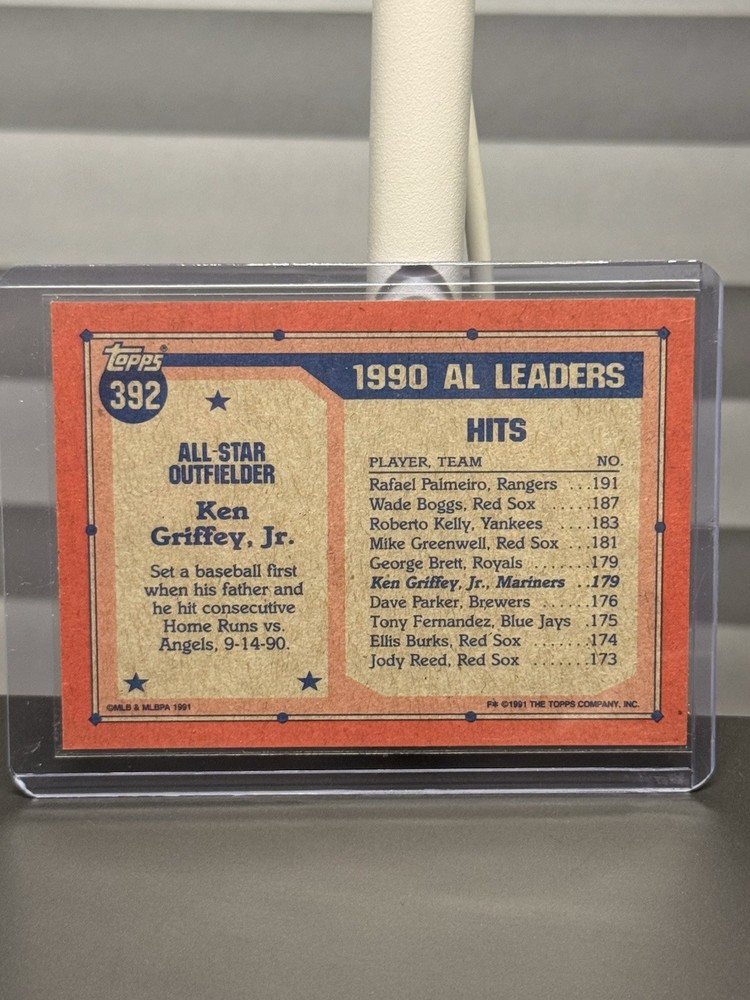 Topps®
392
1990 AL LEADERS
ALL-STAR
OUTFIELDER
Ken
Griffey, Jr.
Set a baseball first
when his father and
he hit consecutive
Home Runs vs.
Angels, 9-14-90.
HITS
PLAYER, TEAM NO.
Rafael Palmeiro, Rangers ...191
Wade Boggs, Red Sox .....187
Roberto Kelly, Yankees ....183
Mike Greenwell, Red Sox ...181
George Brett, Royals .......179
Ken Griffey, Jr., Mariners ..179
Dave Parker, Brewers ......176
Tony Fernandez, Blue Jays .175
Ellis Burks, Red Sox .......174
Jody Reed, Red Sox .......173
©MLB & MLBPA 1991
F✻ ©1991 THE TOPPS COMPANY, INC.